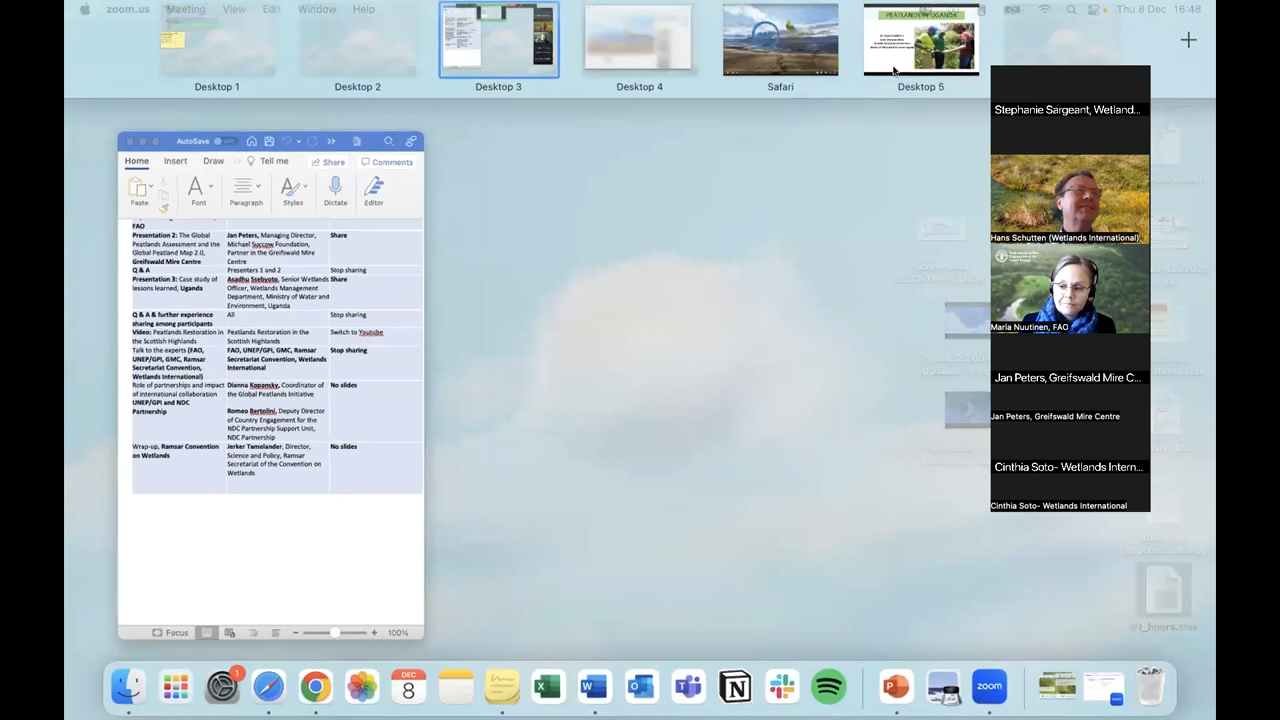 zoom.us Meeting View Edit Window Help
Thu 8 Dec 16:48
PEATLANDS IN UGANDA
Desktop 1
Desktop 2
Desktop 3
Desktop 4
Safari
Desktop 5
AutoSave
Home Insert Draw Tell me Share Comments
Paste Font Paragraph Styles Dictate Editor
FAO
Presentation 2: The Global Peatlands Assessment and the Global Peatland Map 2.0, Greifswald Mire Centre
Jan Peters, Managing Director, Michael Succow Foundation, Partner in the Greifswald Mire Centre
Share
Q & A
Presenters 1 and 2
Stop sharing
Presentation 3: Case study of lessons learned, Uganda
Asadhu Ssebyoto, Senior Wetlands Officer, Wetlands Management Department, Ministry of Water and Environment, Uganda
Share
Q & A & further experience sharing among participants
All
Stop sharing
Video: Peatlands Restoration in the Scottish Highlands
Peatlands Restoration in the Scottish Highlands
Switch to Youtube
Talk to the experts (FAO, UNEP/GPI, GMC, Ramsar Secretariat Convention, Wetlands International)
FAO, UNEP/GPI, GMC, Ramsar Secretariat Convention, Wetlands International
Stop sharing
Role of partnerships and impact of international collaboration UNEP/GPI and NDC Partnership
Dianna Kopansky, Coordinator of the Global Peatlands Initiative
Romeo Bertolini, Deputy Director of Country Engagement for the NDC Partnership Support Unit, NDC Partnership
No slides
Wrap-up, Ramsar Convention on Wetlands
Jerker Tamelander, Director, Science and Policy, Ramsar Secretariat of the Convention on Wetlands
No slides
Focus
100%
Stephanie Sargent, Wetland...
Hans Schutten (Wetlands International)
Maria Nuutinen, FAO
Jan Peters, Greifswald Mire C...
Jan Peters, Greifswald Mire Centre
Cinthia Soto- Wetlands Intern...
Cinthia Soto- Wetlands International
WI_hours.xlsx
1
DEC
8
zoom